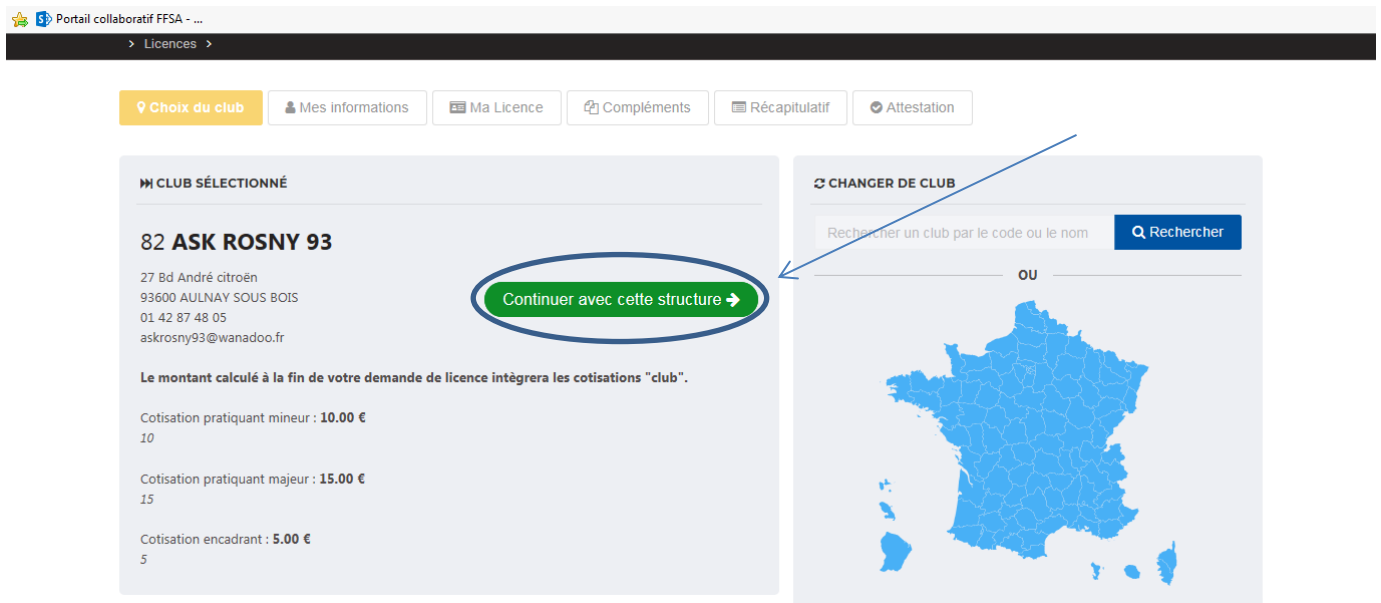 Portail collaboratif FFSA - ...
> Licences >
Choix du club
Mes informations
Ma Licence
Compléments
Récapitulatif
Attestation
CLUB SÉLECTIONNÉ
82 ASK ROSNY 93
27 Bd André citroën
93600 AULNAY SOUS BOIS
01 42 87 48 05
askrosny93@wanadoo.fr
Continuer avec cette structure
Le montant calculé à la fin de votre demande de licence intègrera les cotisations "club".
Cotisation pratiquant mineur : 10.00 €
10
Cotisation pratiquant majeur : 15.00 €
15
Cotisation encadrant : 5.00 €
5
CHANGER DE CLUB
Rechercher un club par le code ou le nom
Rechercher
OU